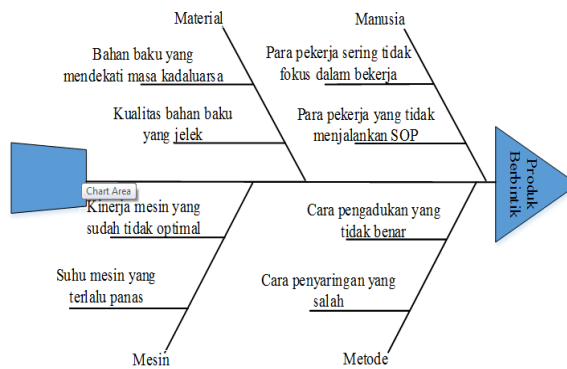 Material
Manusia
Bahan baku yang
mendekati masa kadaluarsa
Para pekerja sering tidak
fokus dalam bekerja
Kualitas bahan baku
yang jelek
Para pekerja yang tidak
menjalankan SOP
Produk
Berbintik
Chart Area
Kinerja mesin yang
sudah tidak optimal
Cara pengadukan yang
tidak benar
Suhu mesin yang
terlalu panas
Cara penyaringan yang
salah
Mesin
Metode